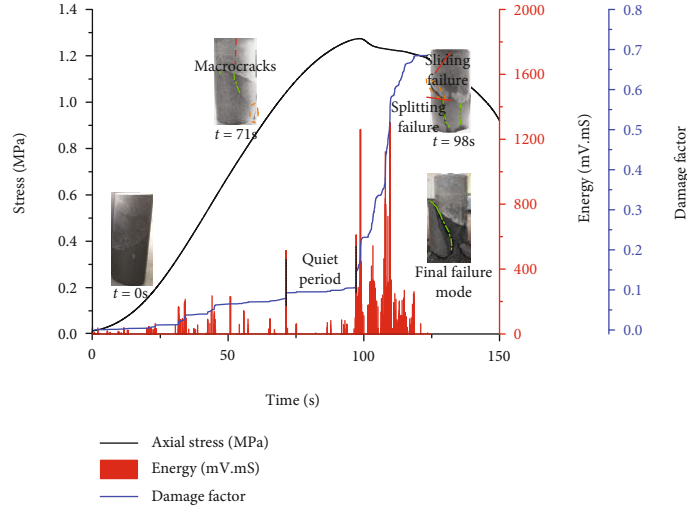 1.4
1.2
1.0
0.8
0.6
0.4
0.2
0.0
Stress (MPa)
0
50
100
150
Time (s)
2000
1600
1200
800
400
0
Energy (mV.mS)
0.8
0.7
0.6
0.5
0.4
0.3
0.2
0.1
0.0
Damage factor
Macrocracks
t = 71s
Sliding
failure
Splitting
failure
t = 98s
t = 0s
Quiet
period
Final failure
mode
Axial stress (MPa)
Energy (mV.mS)
Damage factor